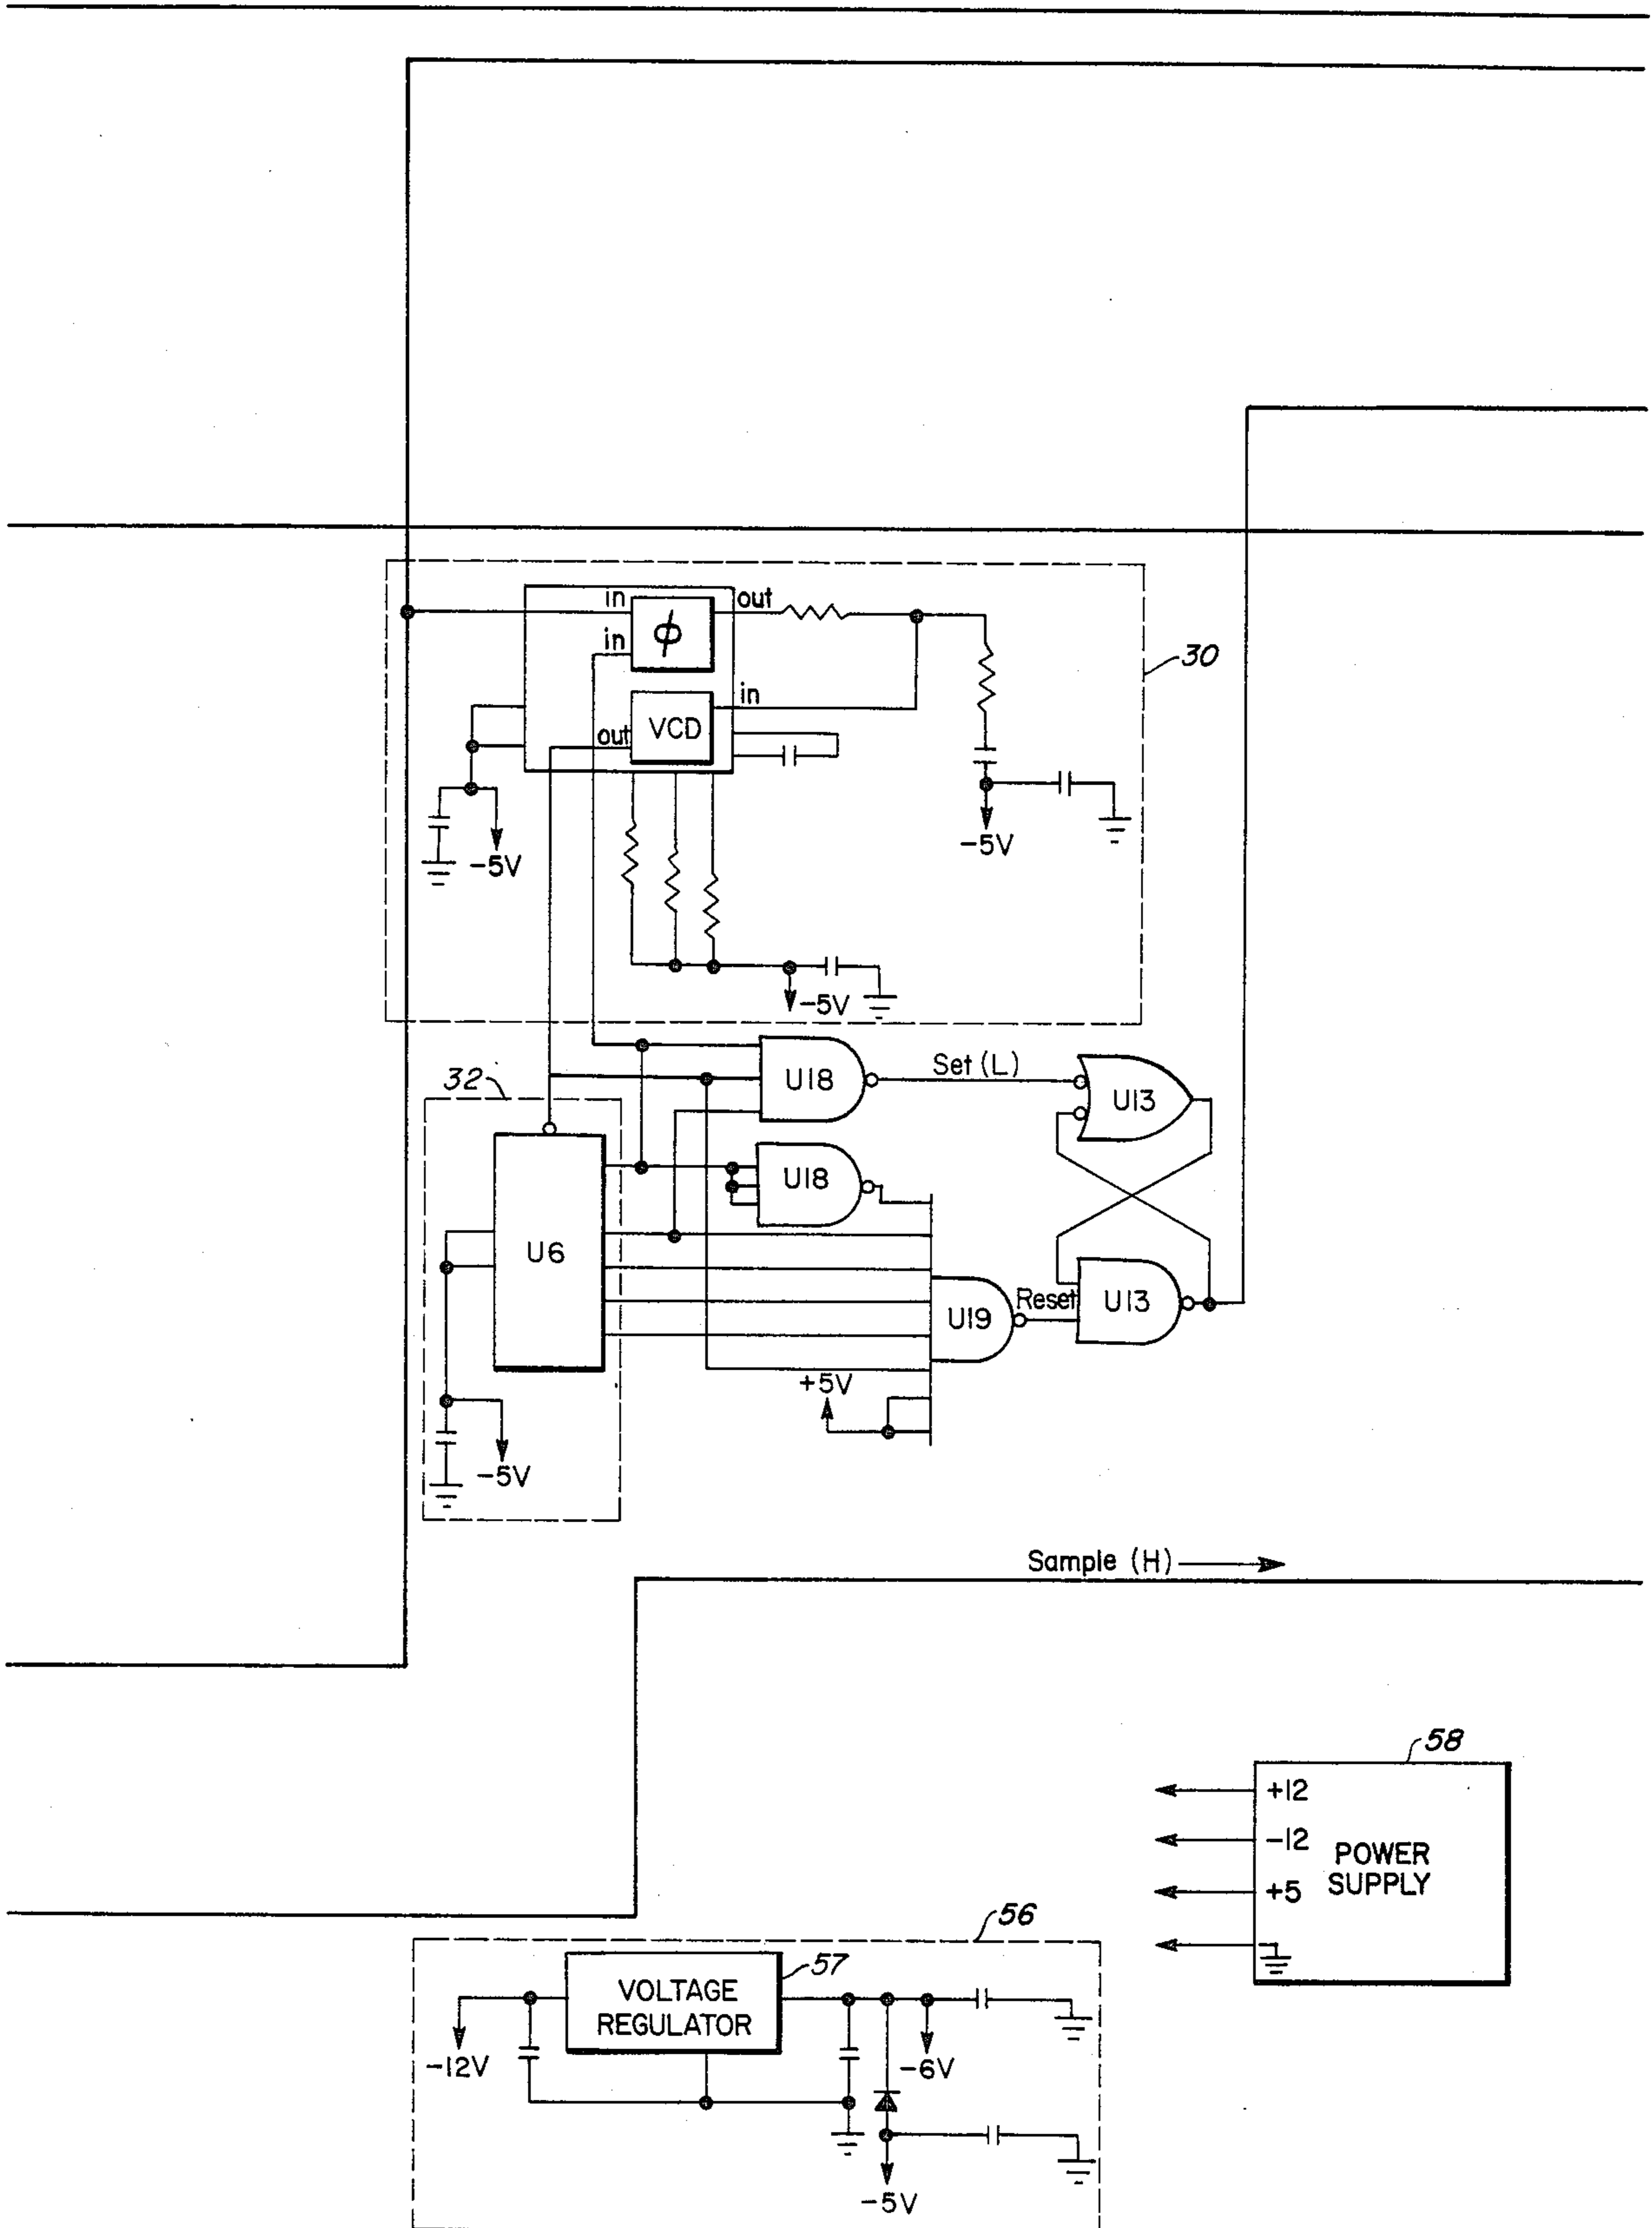 in
out
ϕ
30
in
in
out
VCD
-5V
-5V
-5V
Set (L)
U18
U13
32
U18
U6
Reset
U13
U19
+5V
-5V
Sample (H)
58
+12
-12
POWER
+5 SUPPLY
56
57
VOLTAGE
REGULATOR
-12V
-6V
-5V